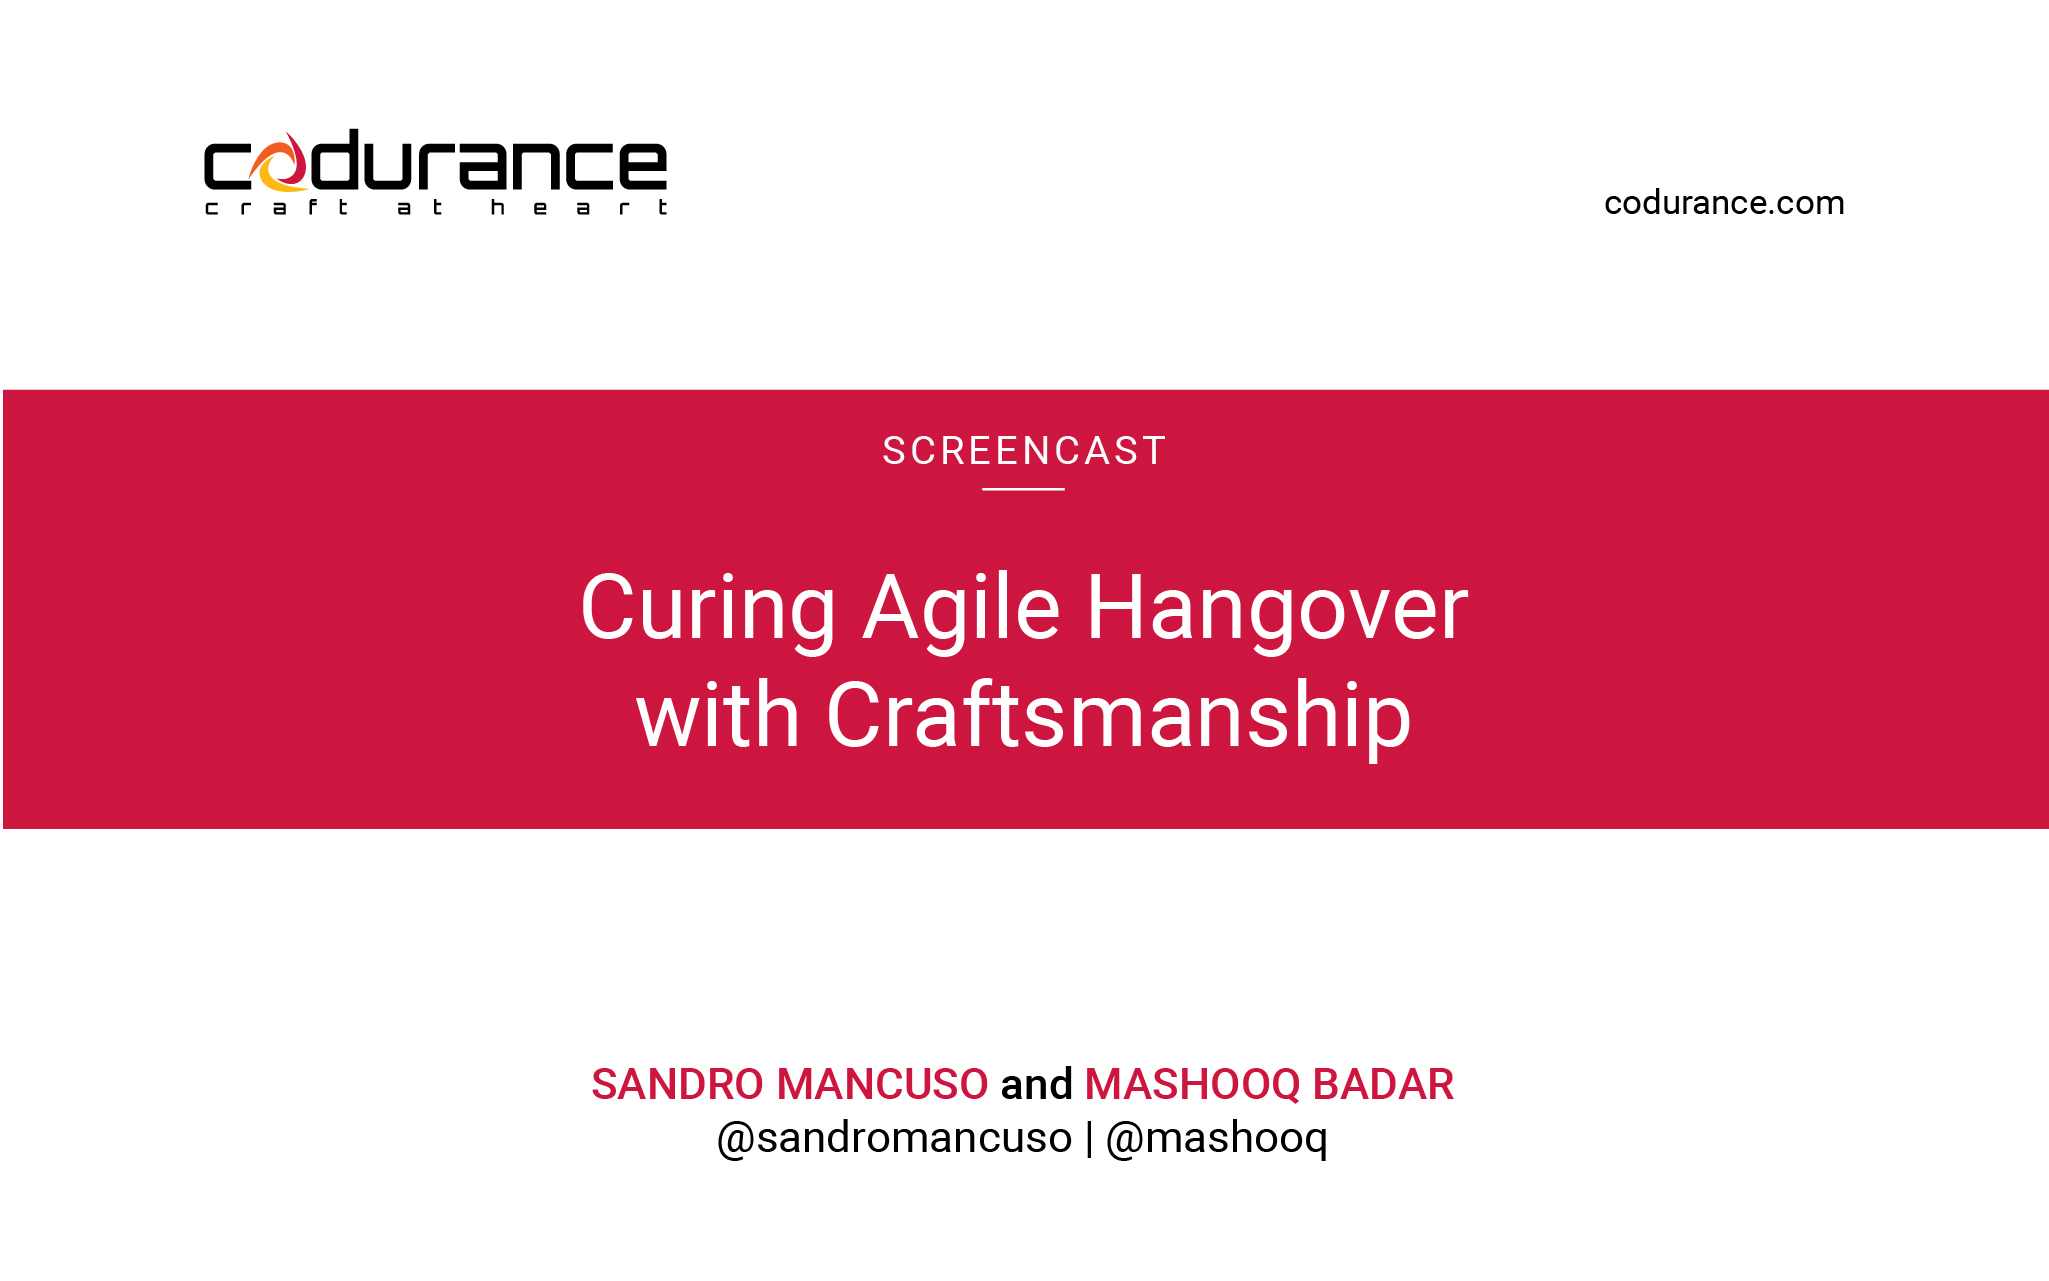 codurance
craft at heart
codurance.com
SCREENCAST
Curing Agile Hangover
with Craftsmanship
SANDRO MANCUSO and MASHOOQ BADAR
@sandromancuso | @mashooq